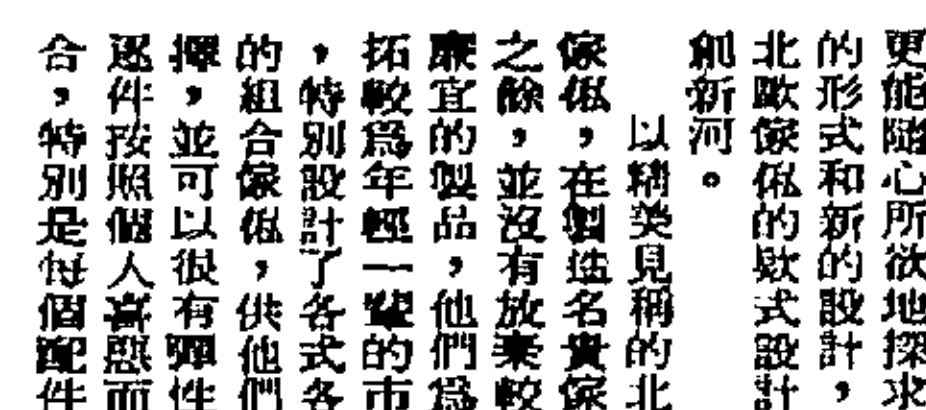 更能隨心所欲地探求
的形式和新的設計，
北歐傢俬的欵式設計
創新河。
以精美見稱的北
傢俬，在製造名貴傢
之餘，並沒有放棄較
廉宜的製品，他們爲
拓較爲年輕一輩的市
，特別設計了各式各
的組合傢俬，供他們
擇，並可以很有彈性
逐件按照個人喜惡而
合，特別是每個配件